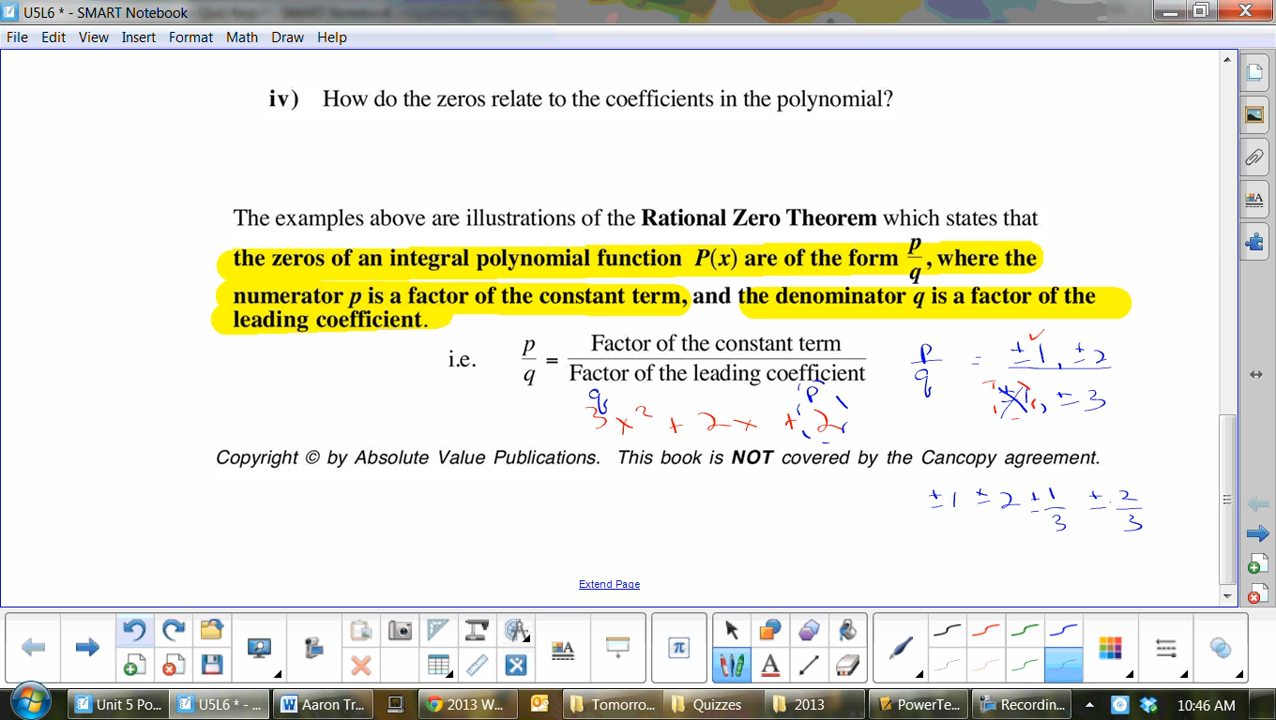 U5L6 * - SMART Notebook
File Edit View Insert Format Math Draw Help
iv) How do the zeros relate to the coefficients in the polynomial?
The examples above are illustrations of the Rational Zero Theorem which states that
the zeros of an integral polynomial function P(x) are of the form p/q, where the
numerator p is a factor of the constant term, and the denominator q is a factor of the
leading coefficient.
i.e. p/q = Factor of the constant term / Factor of the leading coefficient
p/q = ±1, ±2 / ±1, ±3
q p
3x² + 2x + 2
Copyright © by Absolute Value Publications. This book is NOT covered by the Cancopy agreement.
±1 ±2 ±1/3 ±2/3
Extend Page
π
A
Unit 5 Po... U5L6 * - ... Aaron Tr... 2013 W... Tomorro... Quizzes 2013 PowerTe... Recordin... 10:46 AM